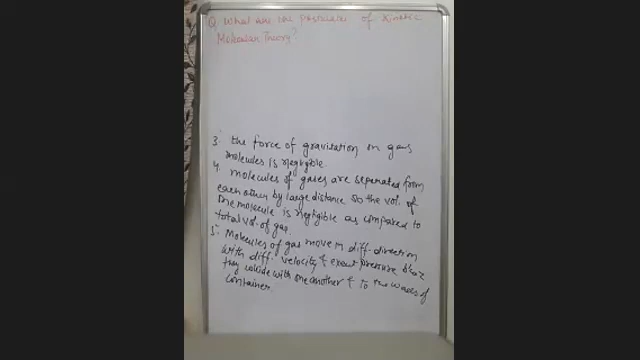 Q. What are the postulates of Kinetic
Molecular Theory?
3. the force of gravitation on gas
molecules is negligible.
4. molecules of gases are separated from
each other by large distance so the vol. of
the molecule is negligible as compared to
total vol. of gas.
5. Molecules of gas move in diff. direction
with diff. velocity & exert pressure b'coz
they collide with one another & to the walls of
container.